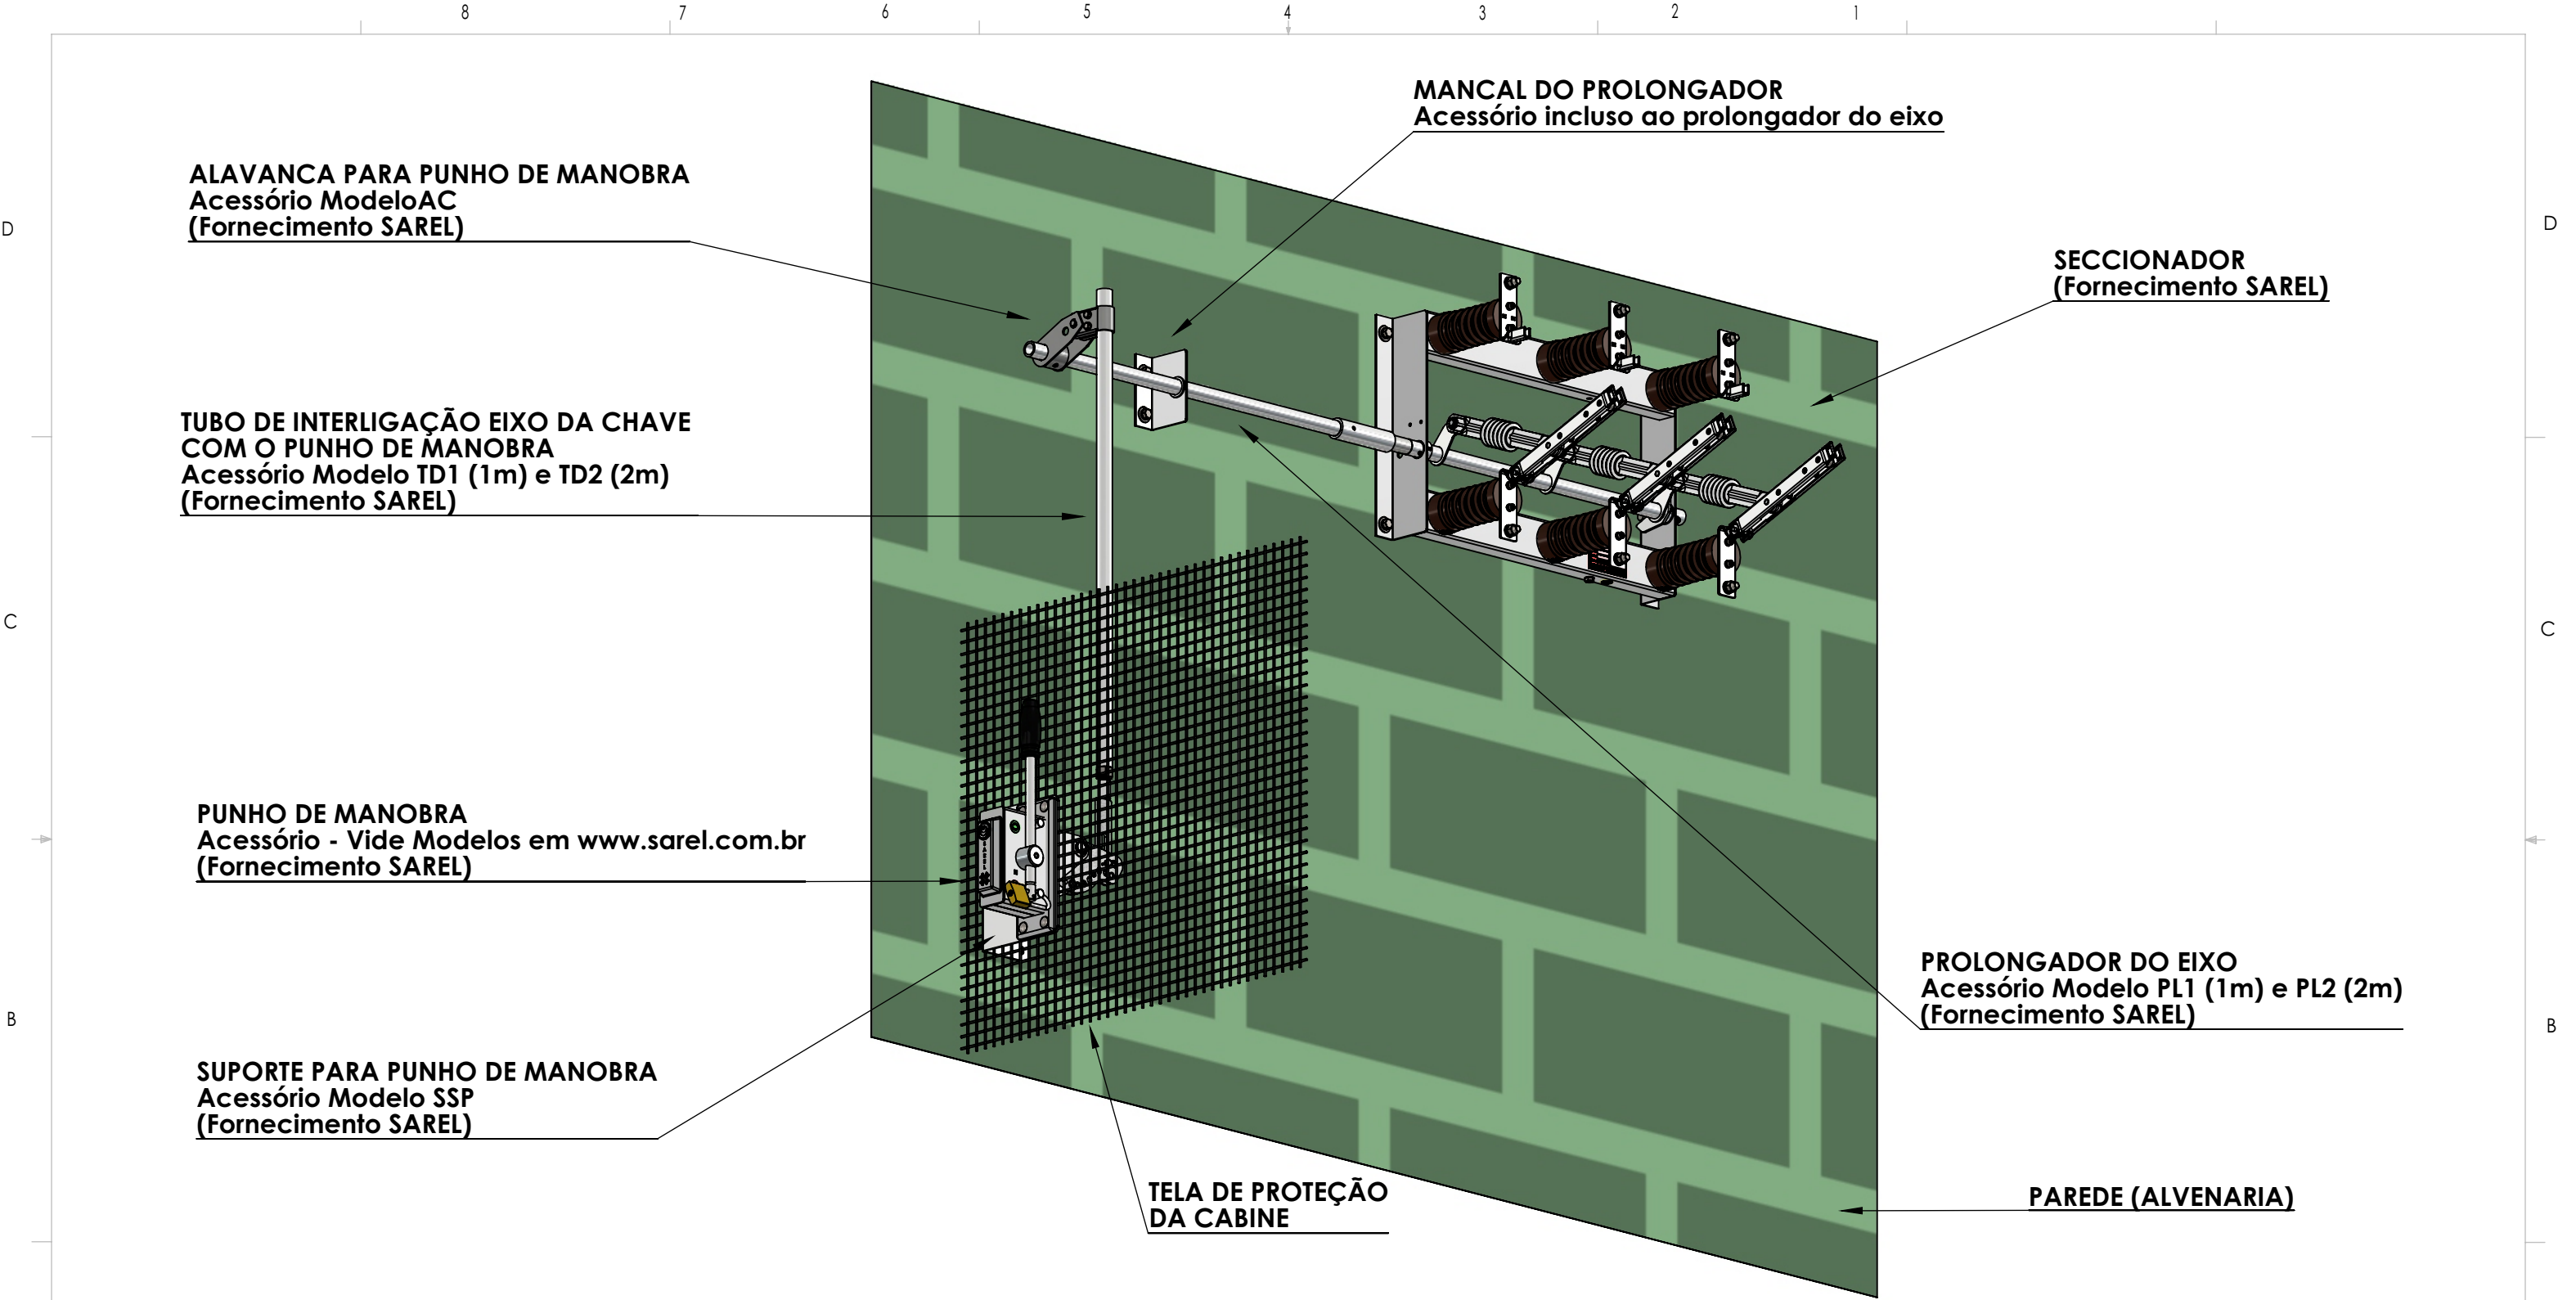 8 7 6 5 4 3 2 1
MANCAL DO PROLONGADOR
Acessório incluso ao prolongador do eixo
ALAVANCA PARA PUNHO DE MANOBRA
Acessório ModeloAC
(Fornecimento SAREL)
D
D
SECCIONADOR
(Fornecimento SAREL)
TUBO DE INTERLIGAÇÃO EIXO DA CHAVE
COM O PUNHO DE MANOBRA
Acessório Modelo TD1 (1m) e TD2 (2m)
(Fornecimento SAREL)
C
C
PUNHO DE MANOBRA
Acessório - Vide Modelos em www.sarel.com.br
(Fornecimento SAREL)
SAREL
PROLONGADOR DO EIXO
Acessório Modelo PL1 (1m) e PL2 (2m)
(Fornecimento SAREL)
B
B
SUPORTE PARA PUNHO DE MANOBRA
Acessório Modelo SSP
(Fornecimento SAREL)
TELA DE PROTEÇÃO
DA CABINE
PAREDE (ALVENARIA)